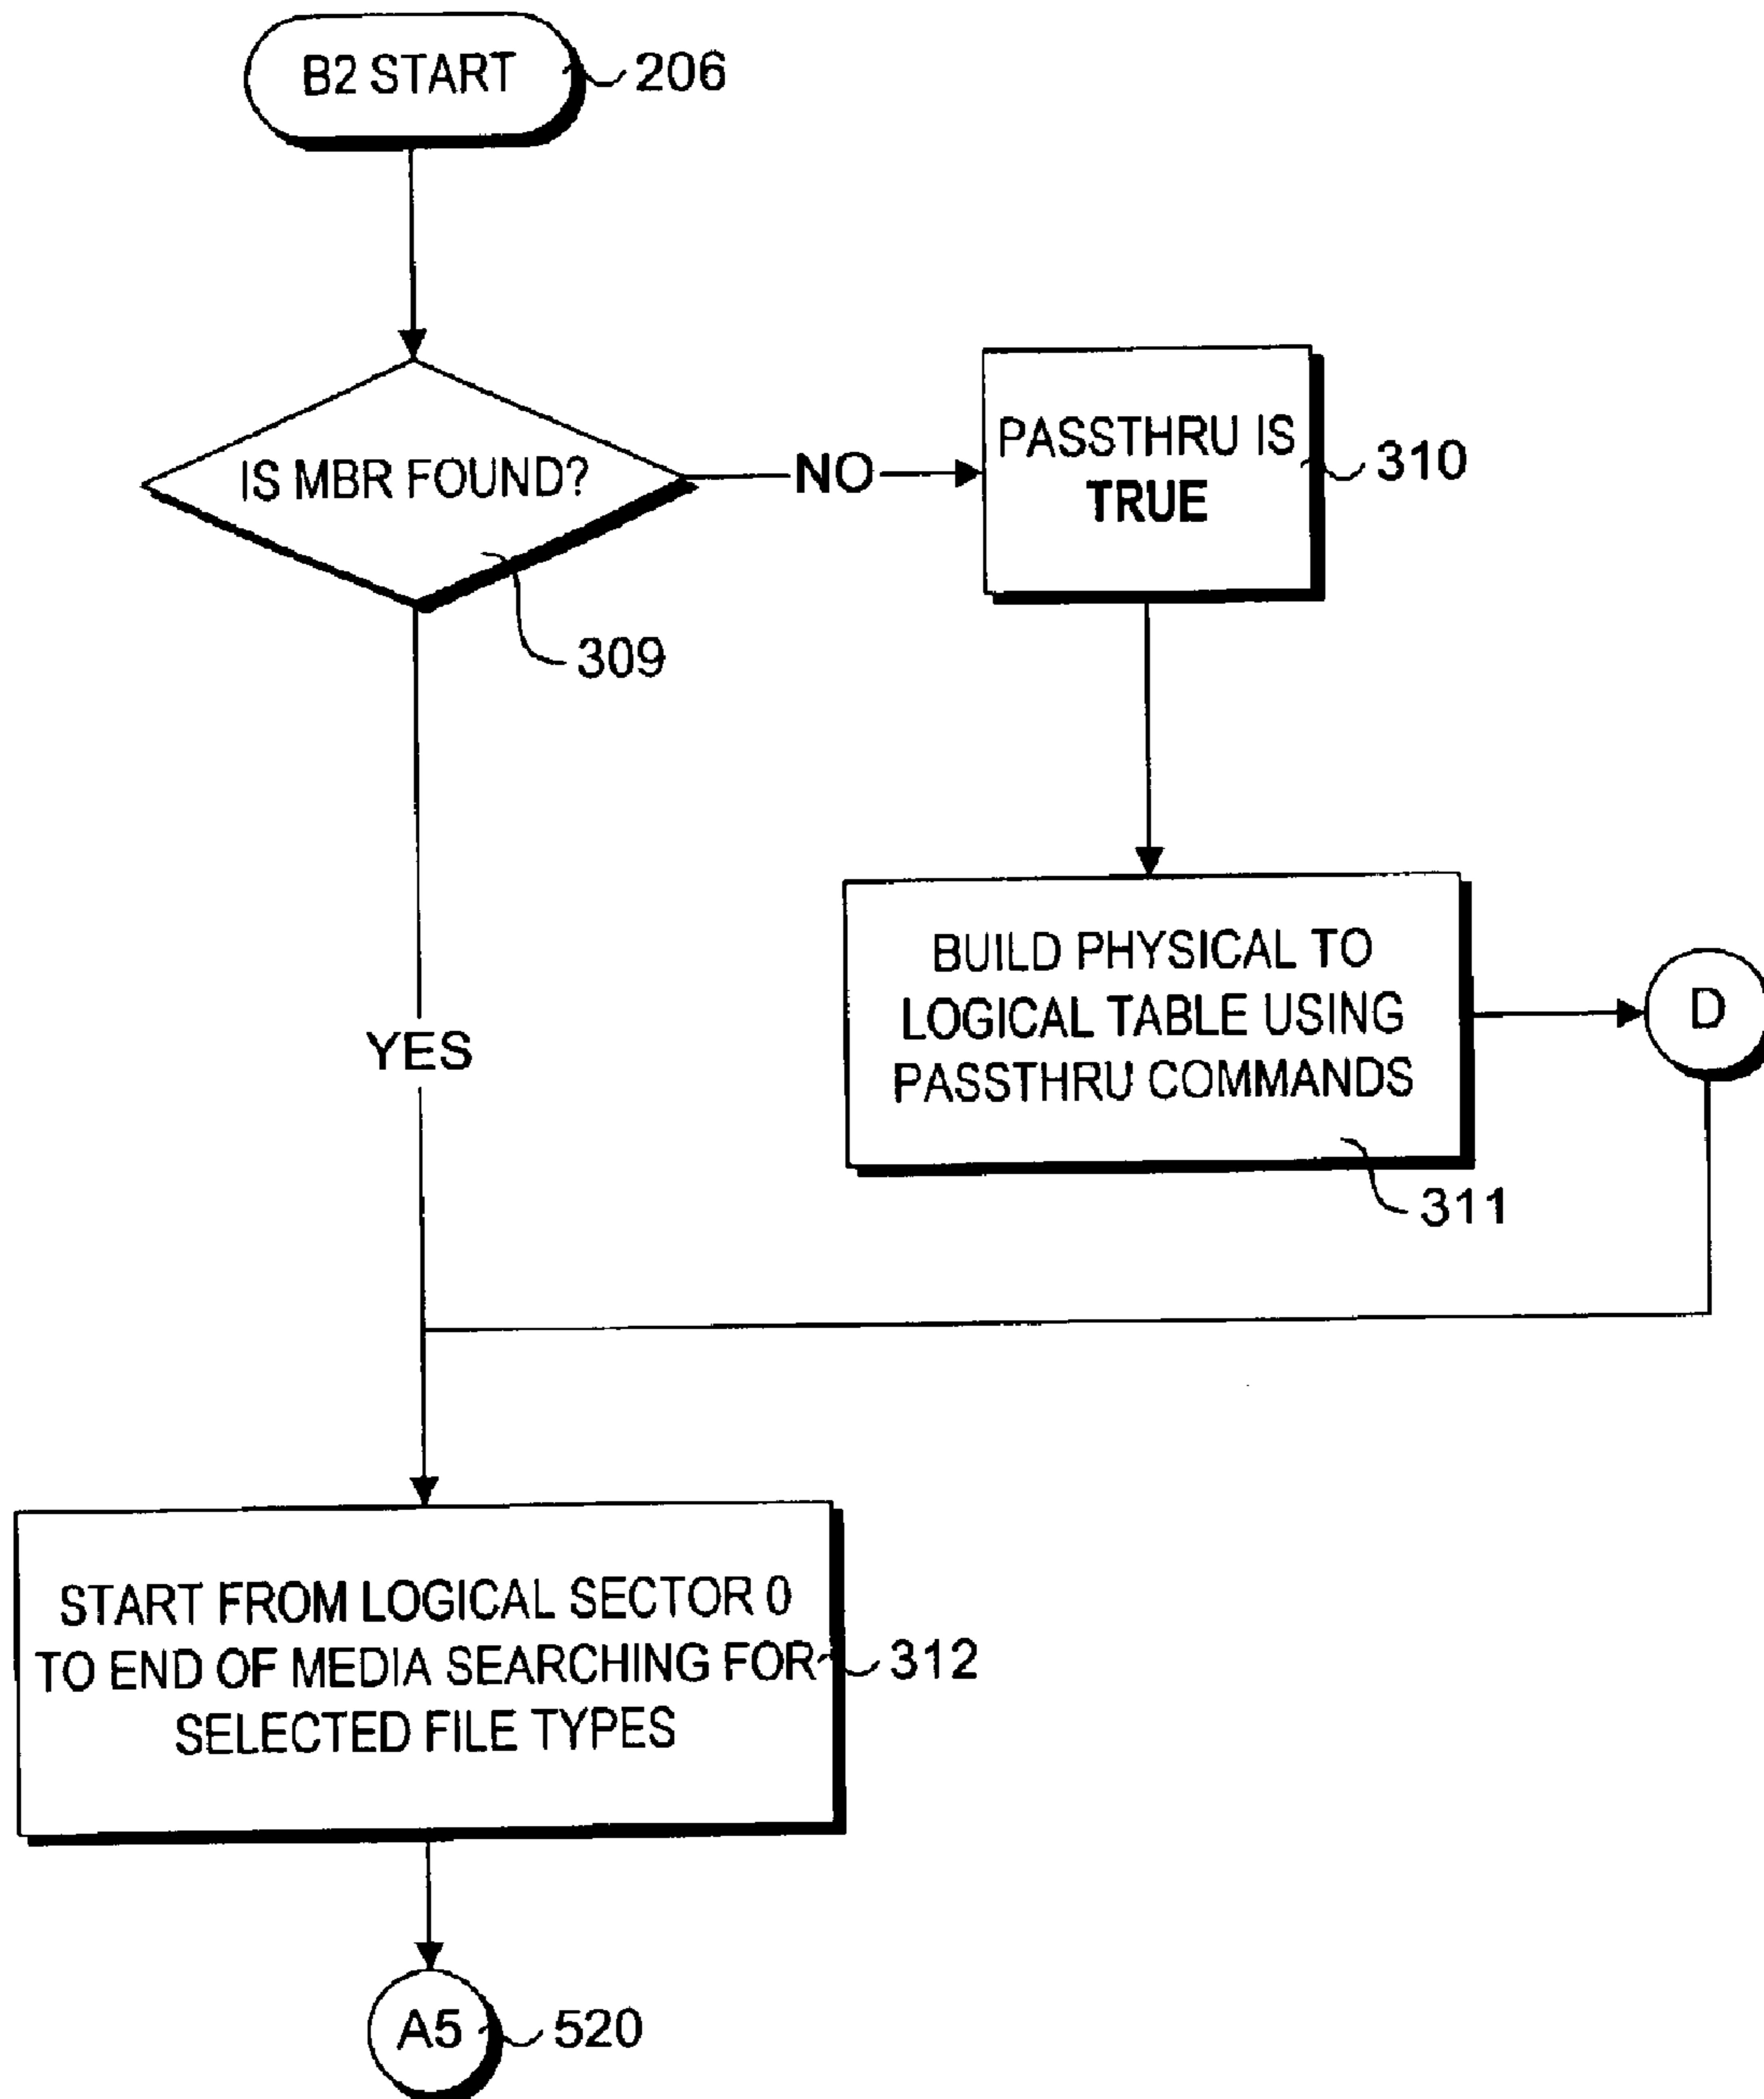 B2 START
206
IS MBR FOUND?
309
NO
PASSTHRU IS
TRUE
310
BUILD PHYSICAL TO
LOGICAL TABLE USING
PASSTHRU COMMANDS
311
D
YES
START FROM LOGICAL SECTOR 0
TO END OF MEDIA SEARCHING FOR
SELECTED FILE TYPES
312
A5
520